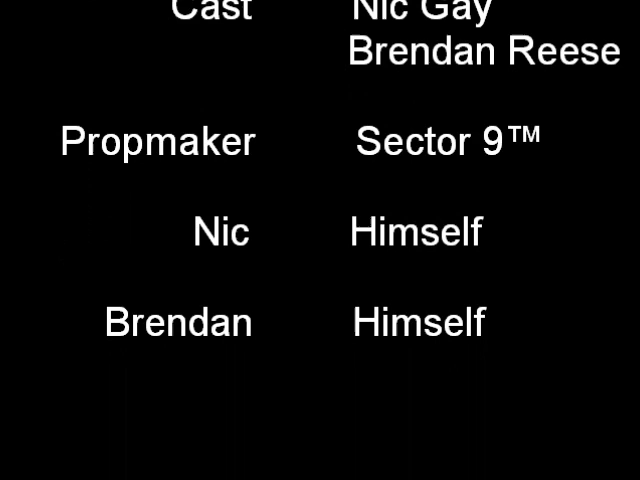 Cast Nic Gay
Brendan Reese
Propmaker Sector 9™
Nic Himself
Brendan Himself